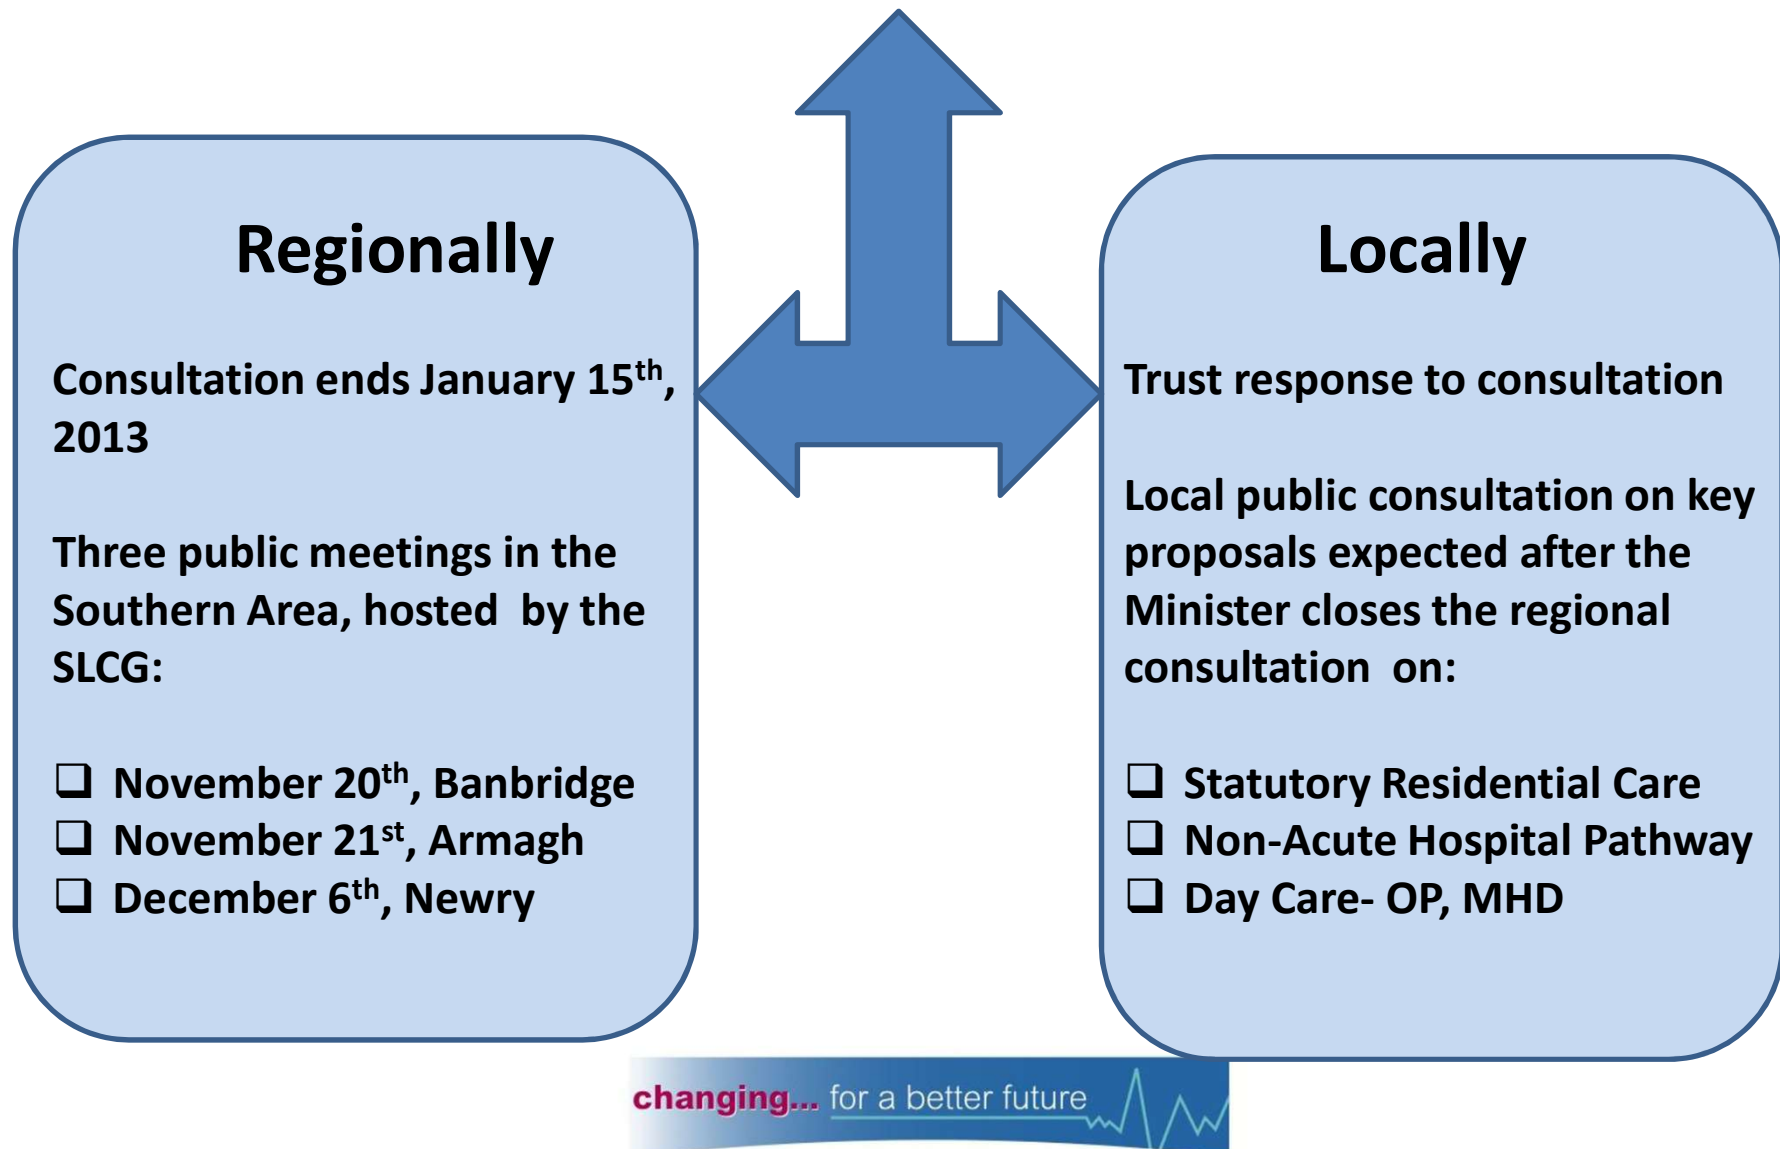 Regionally
Consultation ends January 15th,
2013
Three public meetings in the
Southern Area, hosted  by the
SLCG:
❑ November 20th, Banbridge
❑ November 21st, Armagh
❑ December 6th, Newry
Locally
Trust response to consultation
Local public consultation on key
proposals expected after the
Minister closes the regional
consultation  on:
❑ Statutory Residential Care
❑ Non-Acute Hospital Pathway
❑ Day Care- OP, MHD
changing... for a better future